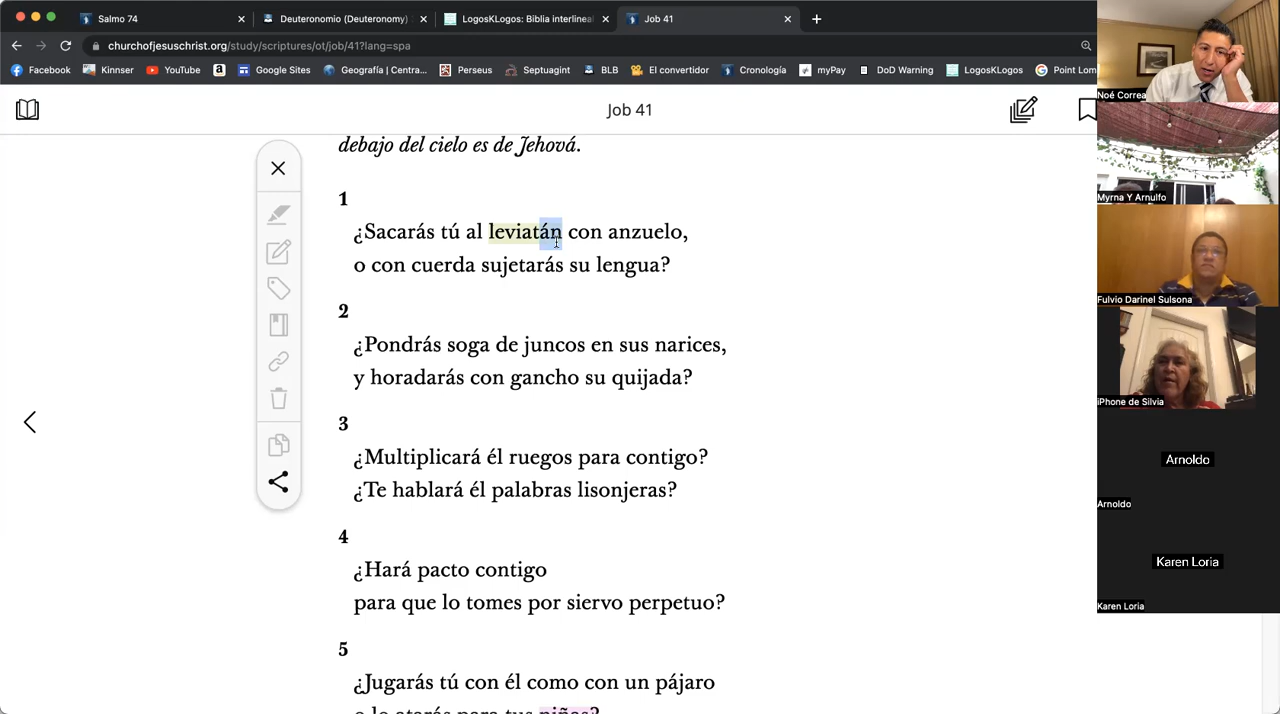 Salmo 74
Deuteronomio (Deuteronomy)
LogosKLogos: Biblia interlineal
Job 41
churchofjesuschrist.org/study/scriptures/ot/job/41?lang=spa
Facebook
Kinnser
YouTube
Google Sites
Geografía (Centra...
Perseus
Septuagint
BLB
El convertidor
Cronología
myPay
DoD Warning
LogosKLogos
Point Lom
Job 41
debajo del cielo es de Jehová.
1
¿Sacarás tú al leviatán con anzuelo,
o con cuerda sujetarás su lengua?
2
¿Pondrás soga de juncos en sus narices,
y horadarás con gancho su quijada?
3
¿Multiplicará él ruegos para contigo?
¿Te hablará él palabras lisonjeras?
4
¿Hará pacto contigo
para que lo tomes por siervo perpetuo?
5
¿Jugarás tú con él como con un pájaro
o lo atarás para tus niñas?
Noé Correa
Myrna Y Arnulfo
Fulvio Darinel Sulsona
iPhone de Silvia
Arnoldo
Arnoldo
Karen Loria
Karen Loria